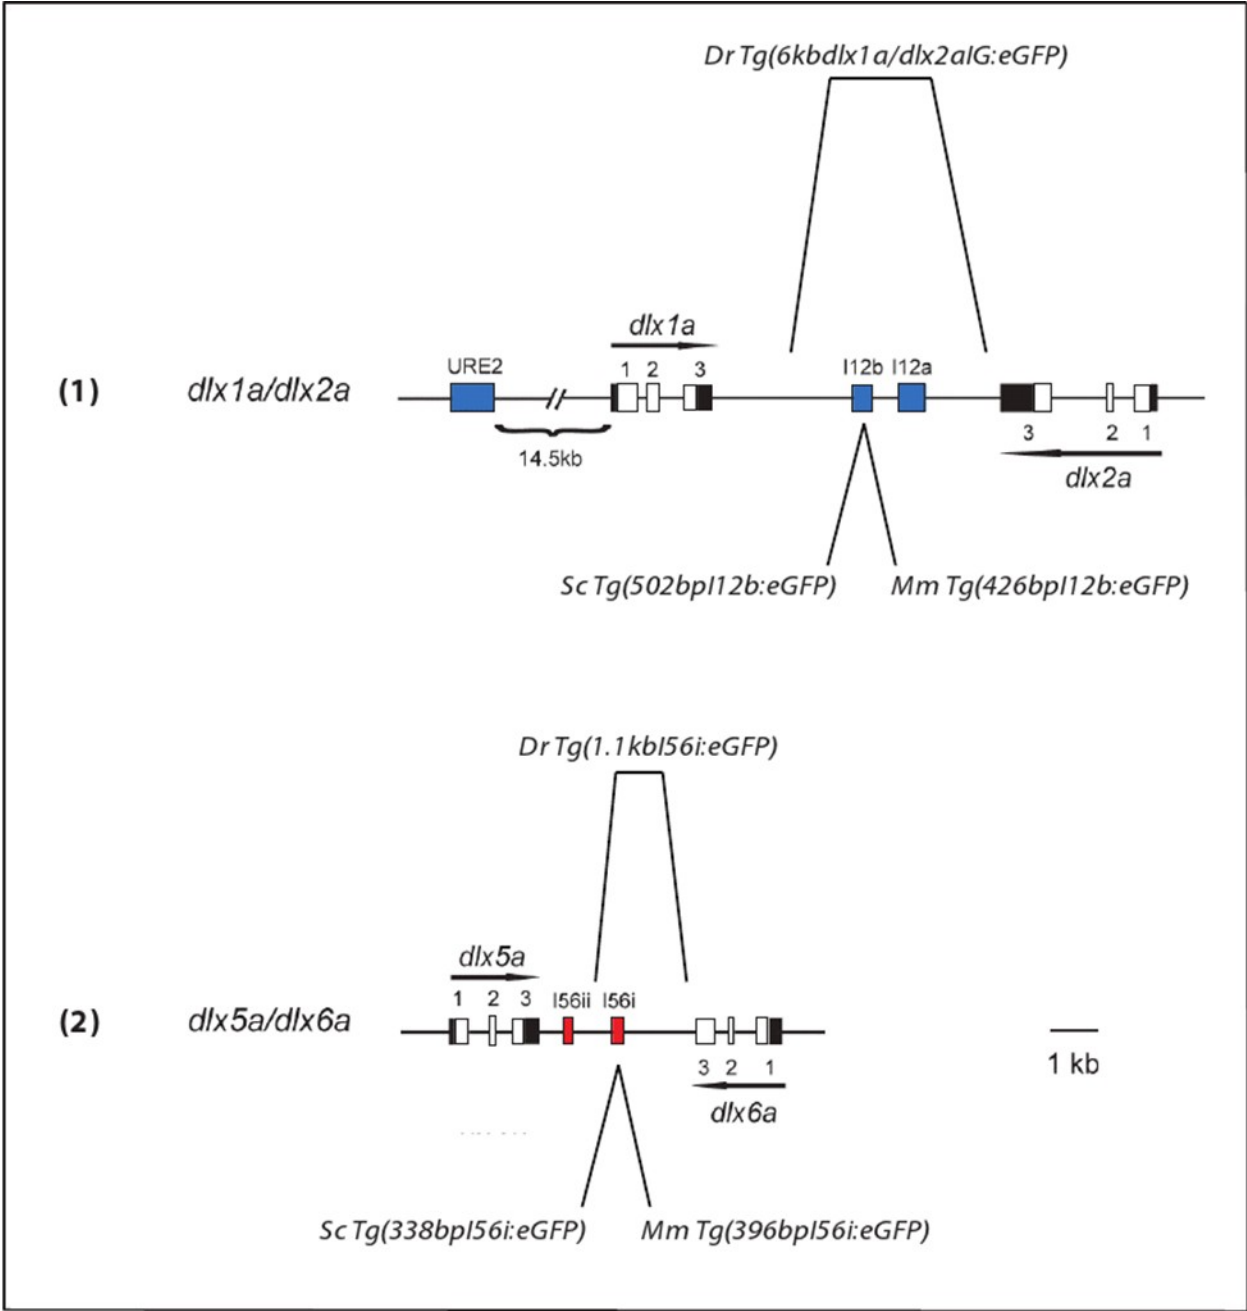 Dr Tg(6kbdlx1a/dlx2aIG:eGFP)
dlx1a
URE2
1 2 3
I12b I12a
(1) dlx1a/dlx2a
14.5kb
3 2 1
dlx2a
Sc Tg(502bpI12b:eGFP) Mm Tg(426bpI12b:eGFP)
Dr Tg(1.1kbI56i:eGFP)
dlx5a
1 2 3 I56ii I56i
(2) dlx5a/dlx6a
1 kb
3 2 1
dlx6a
Sc Tg(338bpI56i:eGFP) Mm Tg(396bpI56i:eGFP)